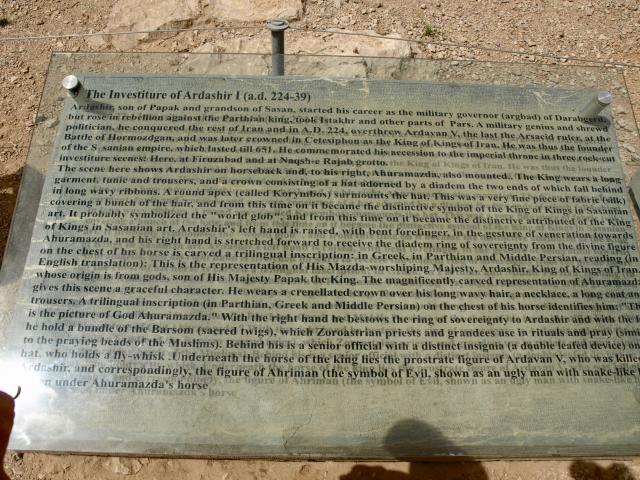 The Investiture of Ardashir I (a.d. 224-39)
Ardashir, son of Papak and grandson of Sasan, started his career as the military governor (argbad) of Darabgerd,
but rose in rebellion against the Parthian king, took Istakhr and other parts of Pars. A military genius and shrewd
politician, he conquered the rest of Iran and in A.D. 224, overthrew Ardavan V, the last the Arsacid ruler, at the
Battle of Hormozdgan, and was later crowned in Ctesiphon as the King of Kings of Iran. He was thus the founder
of the S sanian empire, which lasted till 651. He commemorated his accession to the imperial throne in three rock-cut
investiture scenes: Here, at Firuzabad and at Naqsh-e Rajab grotto.
The scene here shows Ardashir on horseback and, to his right, Ahuramazda, also mounted.. The King wears a long
garment, tunic and trousers, and a crown consisting of a hat adorned by a diadem the two ends of which fall behind
in long wavy ribbons. A round apex (called Korymbos) surmounts the hat. This was a very fine piece of fabric (silk)
covering a bunch of the hair, and from this time on it became the distinctive symbol of the King of Kings in Sasanian
art. It probably symbolized the "world glob", and from this time on it became the distinctive attributed of the King
of Kings in Sasanian art. Ardashir's left hand is raised, with bent forefinger, in the gesture of veneration towards
Ahuramazda, and his right hand is stretched forward to receive the diadem ring of sovereignty from the divine figure
on the chest of his horse is carved a trilingual inscription: in Greek, in Parthian and Middle Persian, reading (in
English translation): "This is the representation of His Mazda-worshiping Majesty, Ardashir, King of Kings of Iran
whose origin is from gods, son of His Majesty Papak the King. The magnificently carved representation of Ahuramazda
gives this scene a graceful character. He wears a crenellated crown over his long wavy hair, a necklace, a long coat an
trousers. A trilingual inscription (in Parthian, Greek and Middle Persian) on the chest of his horse identifies him: "Th
is the picture of God Ahuramazda." With the right hand he bestows the ring of sovereignty to Ardashir and with the
he hold a bundle of the Barsom (sacred twigs), which Zoroastrian priests and grandees use in rituals and pray (simi
to the praying beads of the Muslims). Behind his is a senior official with a distinct insignia (a double leafed device) on
hat, who holds a fly-whisk .Underneath the horse of the king lies the prostrate figure of Ardavan V, who was kille
Ardashir, and correspondingly, the figure of Ahriman (the symbol of Evil, shown as an ugly man with snake-like
under Ahuramazda's horse